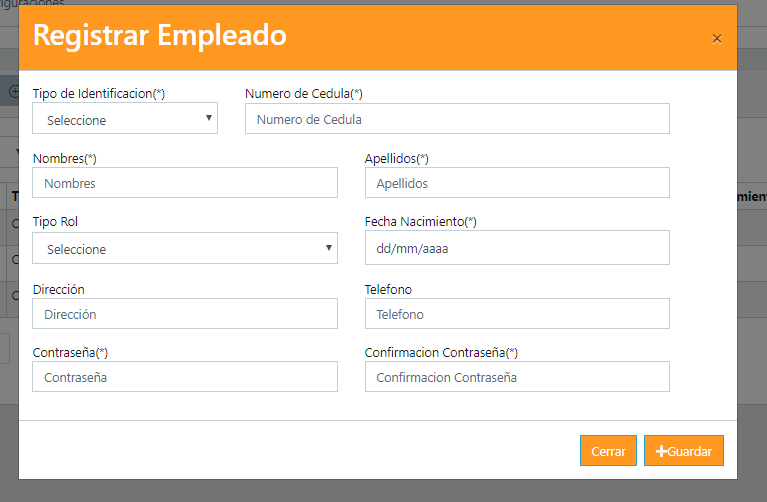 Registrar Empleado
×
Tipo de Identificacion(*) Numero de Cedula(*)
Seleccione Numero de Cedula
Nombres(*) Apellidos(*)
Nombres Apellidos
Tipo Rol Fecha Nacimiento(*)
Seleccione dd/mm/aaaa
Dirección Telefono
Dirección Telefono
Contraseña(*) Confirmacion Contraseña(*)
Contraseña Confirmacion Contraseña
Cerrar +Guardar